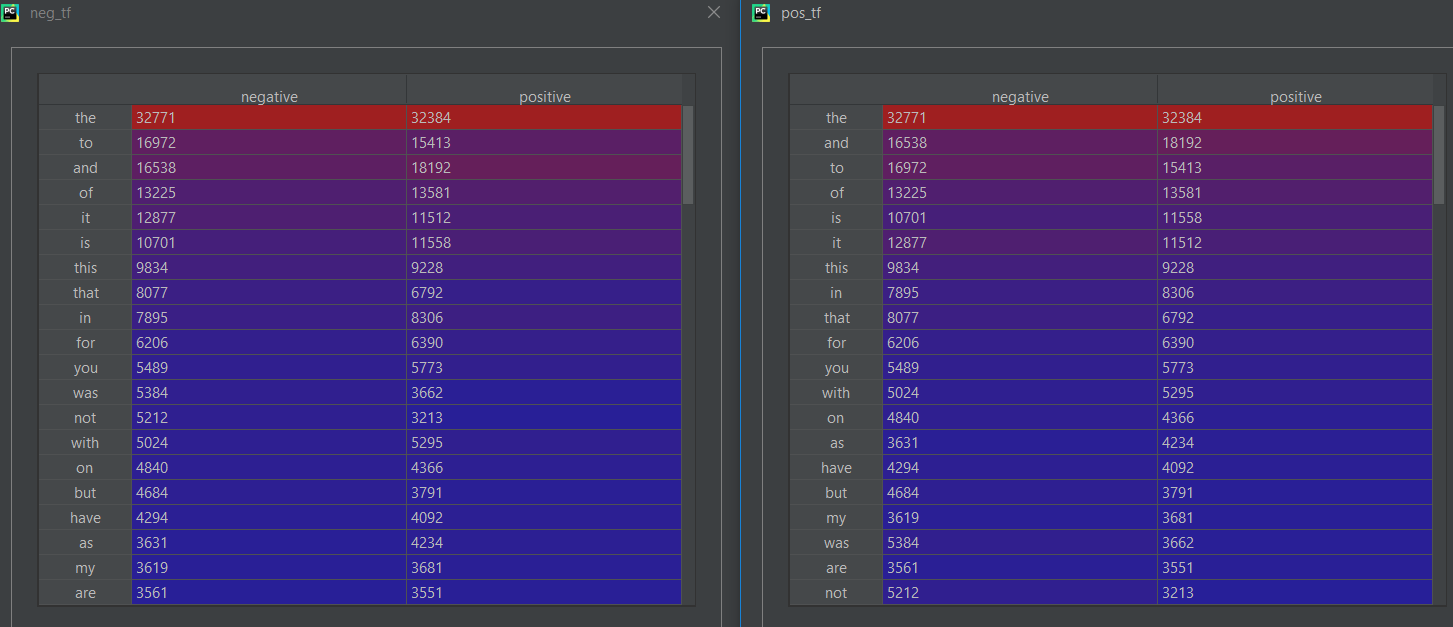 PC neg_tf
negative positive
the 32771 32384
to 16972 15413
and 16538 18192
of 13225 13581
it 12877 11512
is 10701 11558
this 9834 9228
that 8077 6792
in 7895 8306
for 6206 6390
you 5489 5773
was 5384 3662
not 5212 3213
with 5024 5295
on 4840 4366
but 4684 3791
have 4294 4092
as 3631 4234
my 3619 3681
are 3561 3551
PC pos_tf
negative positive
the 32771 32384
and 16538 18192
to 16972 15413
of 13225 13581
is 10701 11558
it 12877 11512
this 9834 9228
in 7895 8306
that 8077 6792
for 6206 6390
you 5489 5773
with 5024 5295
on 4840 4366
as 3631 4234
have 4294 4092
but 4684 3791
my 3619 3681
was 5384 3662
are 3561 3551
not 5212 3213